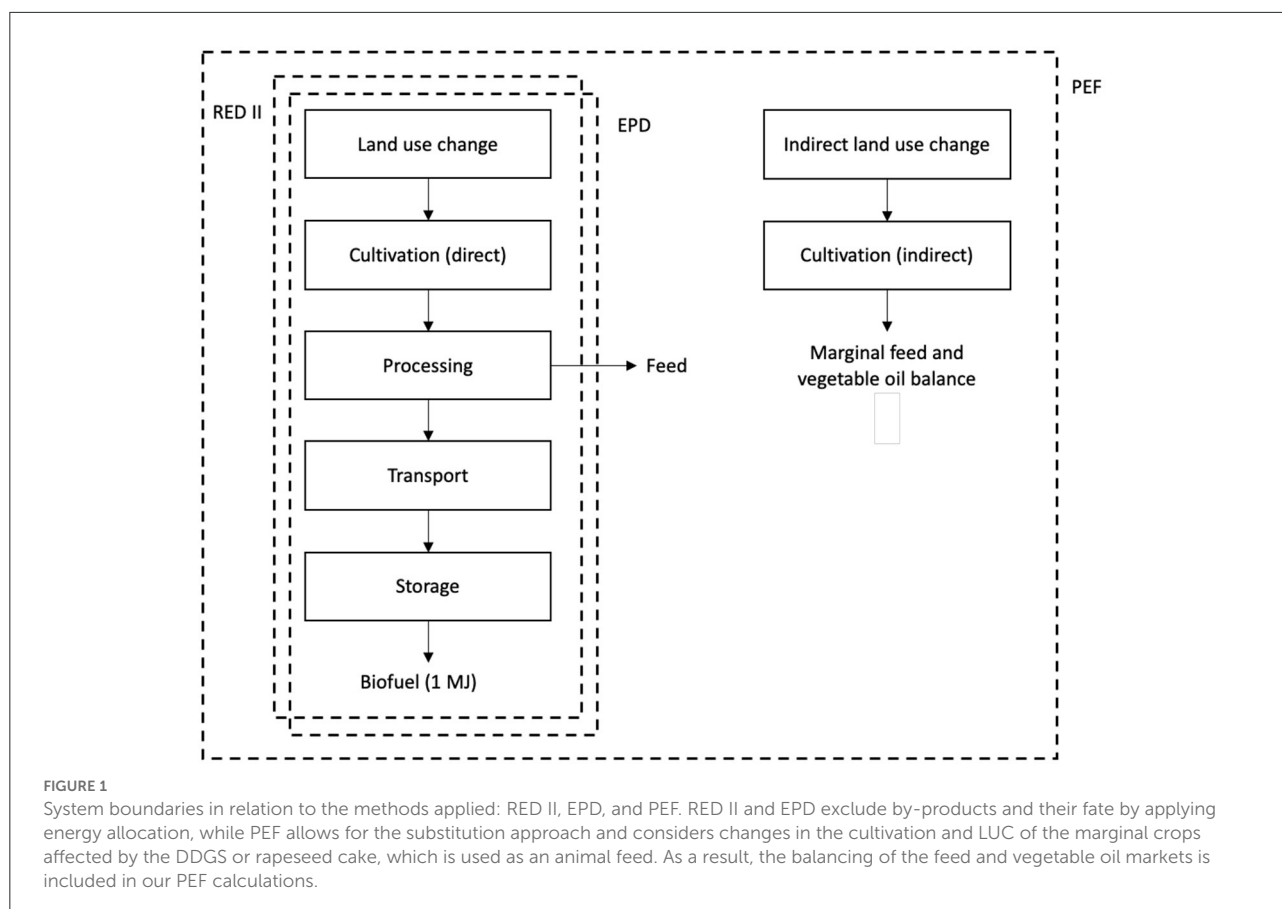 PEF
RED II
EPD
Land use change
Cultivation (direct)
Processing
Feed
Transport
Storage
Biofuel (1 MJ)
Indirect land use change
Cultivation (indirect)
Marginal feed and
vegetable oil balance
FIGURE 1
System boundaries in relation to the methods applied: RED II, EPD, and PEF. RED II and EPD exclude by-products and their fate by applying
energy allocation, while PEF allows for the substitution approach and considers changes in the cultivation and LUC of the marginal crops
affected by the DDGS or rapeseed cake, which is used as an animal feed. As a result, the balancing of the feed and vegetable oil markets is
included in our PEF calculations.